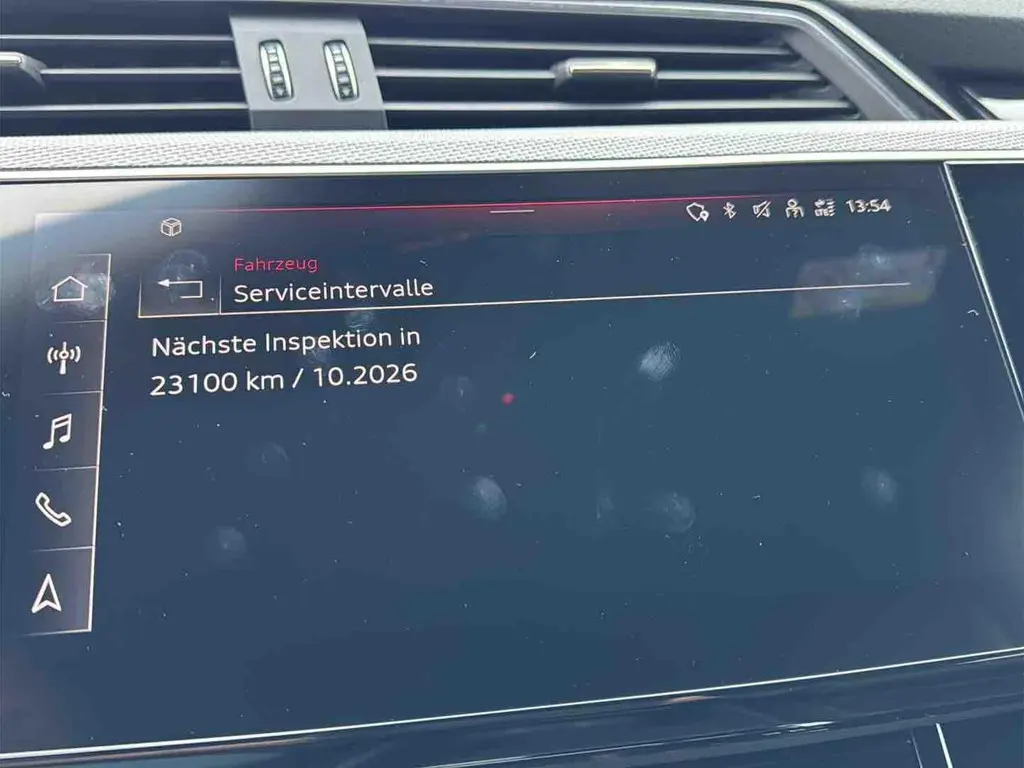 13:54
Fahrzeug
Serviceintervalle
Nächste Inspektion in
23100 km / 10.2026